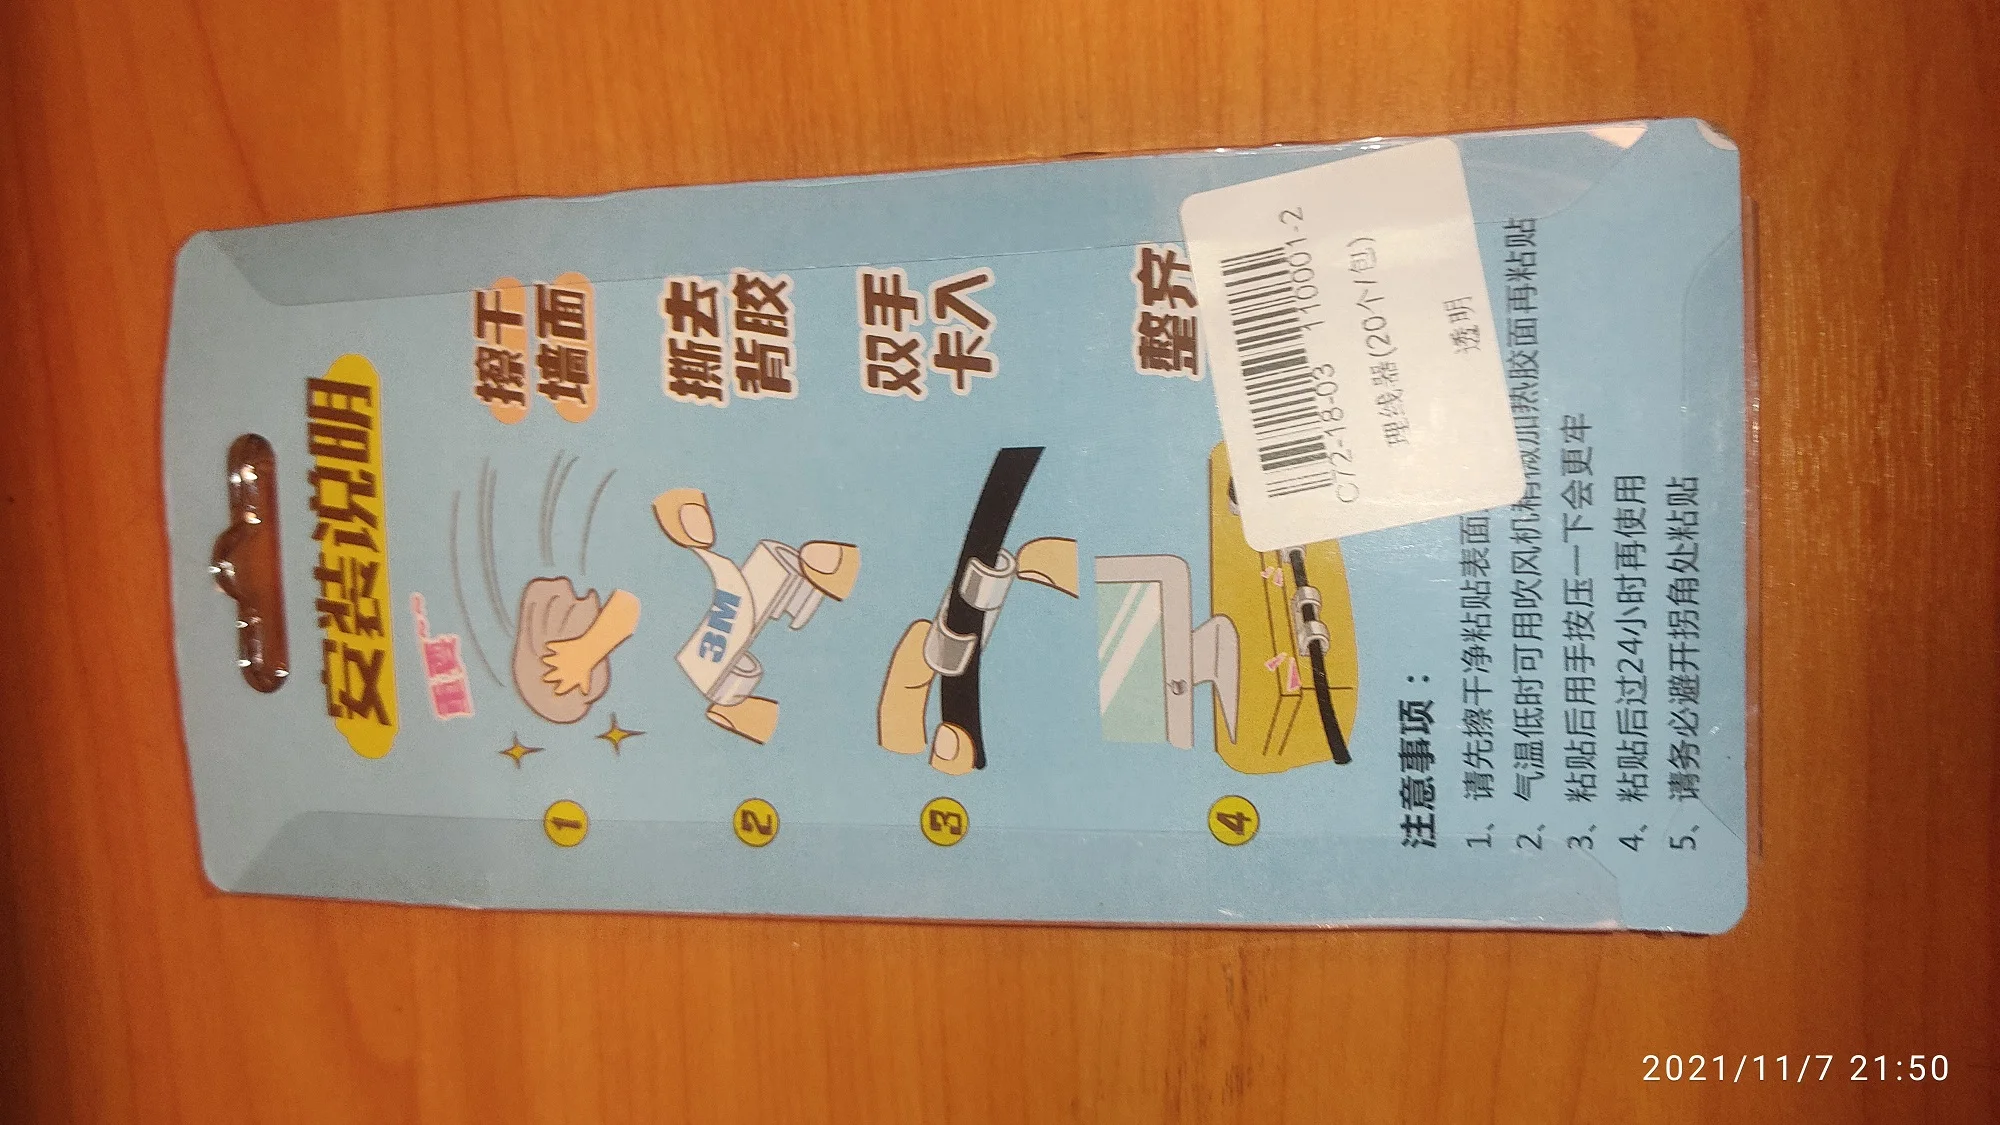 安装说明
重要~~
1
擦干
墙面
2
撕去
背胶
3M
3
双手
卡入
4
整齐
110001-2
C/2-18-03
理线器(20个/包)
透明
注意事项：
1、请先擦干净粘贴表面
2、气温低时可用吹风机稍微加热胶面再粘贴
3、粘贴后用手按压一下会更牢
4、粘贴后过24小时再使用
5、请务必避开拐角处粘贴
2021/11/7 21:50